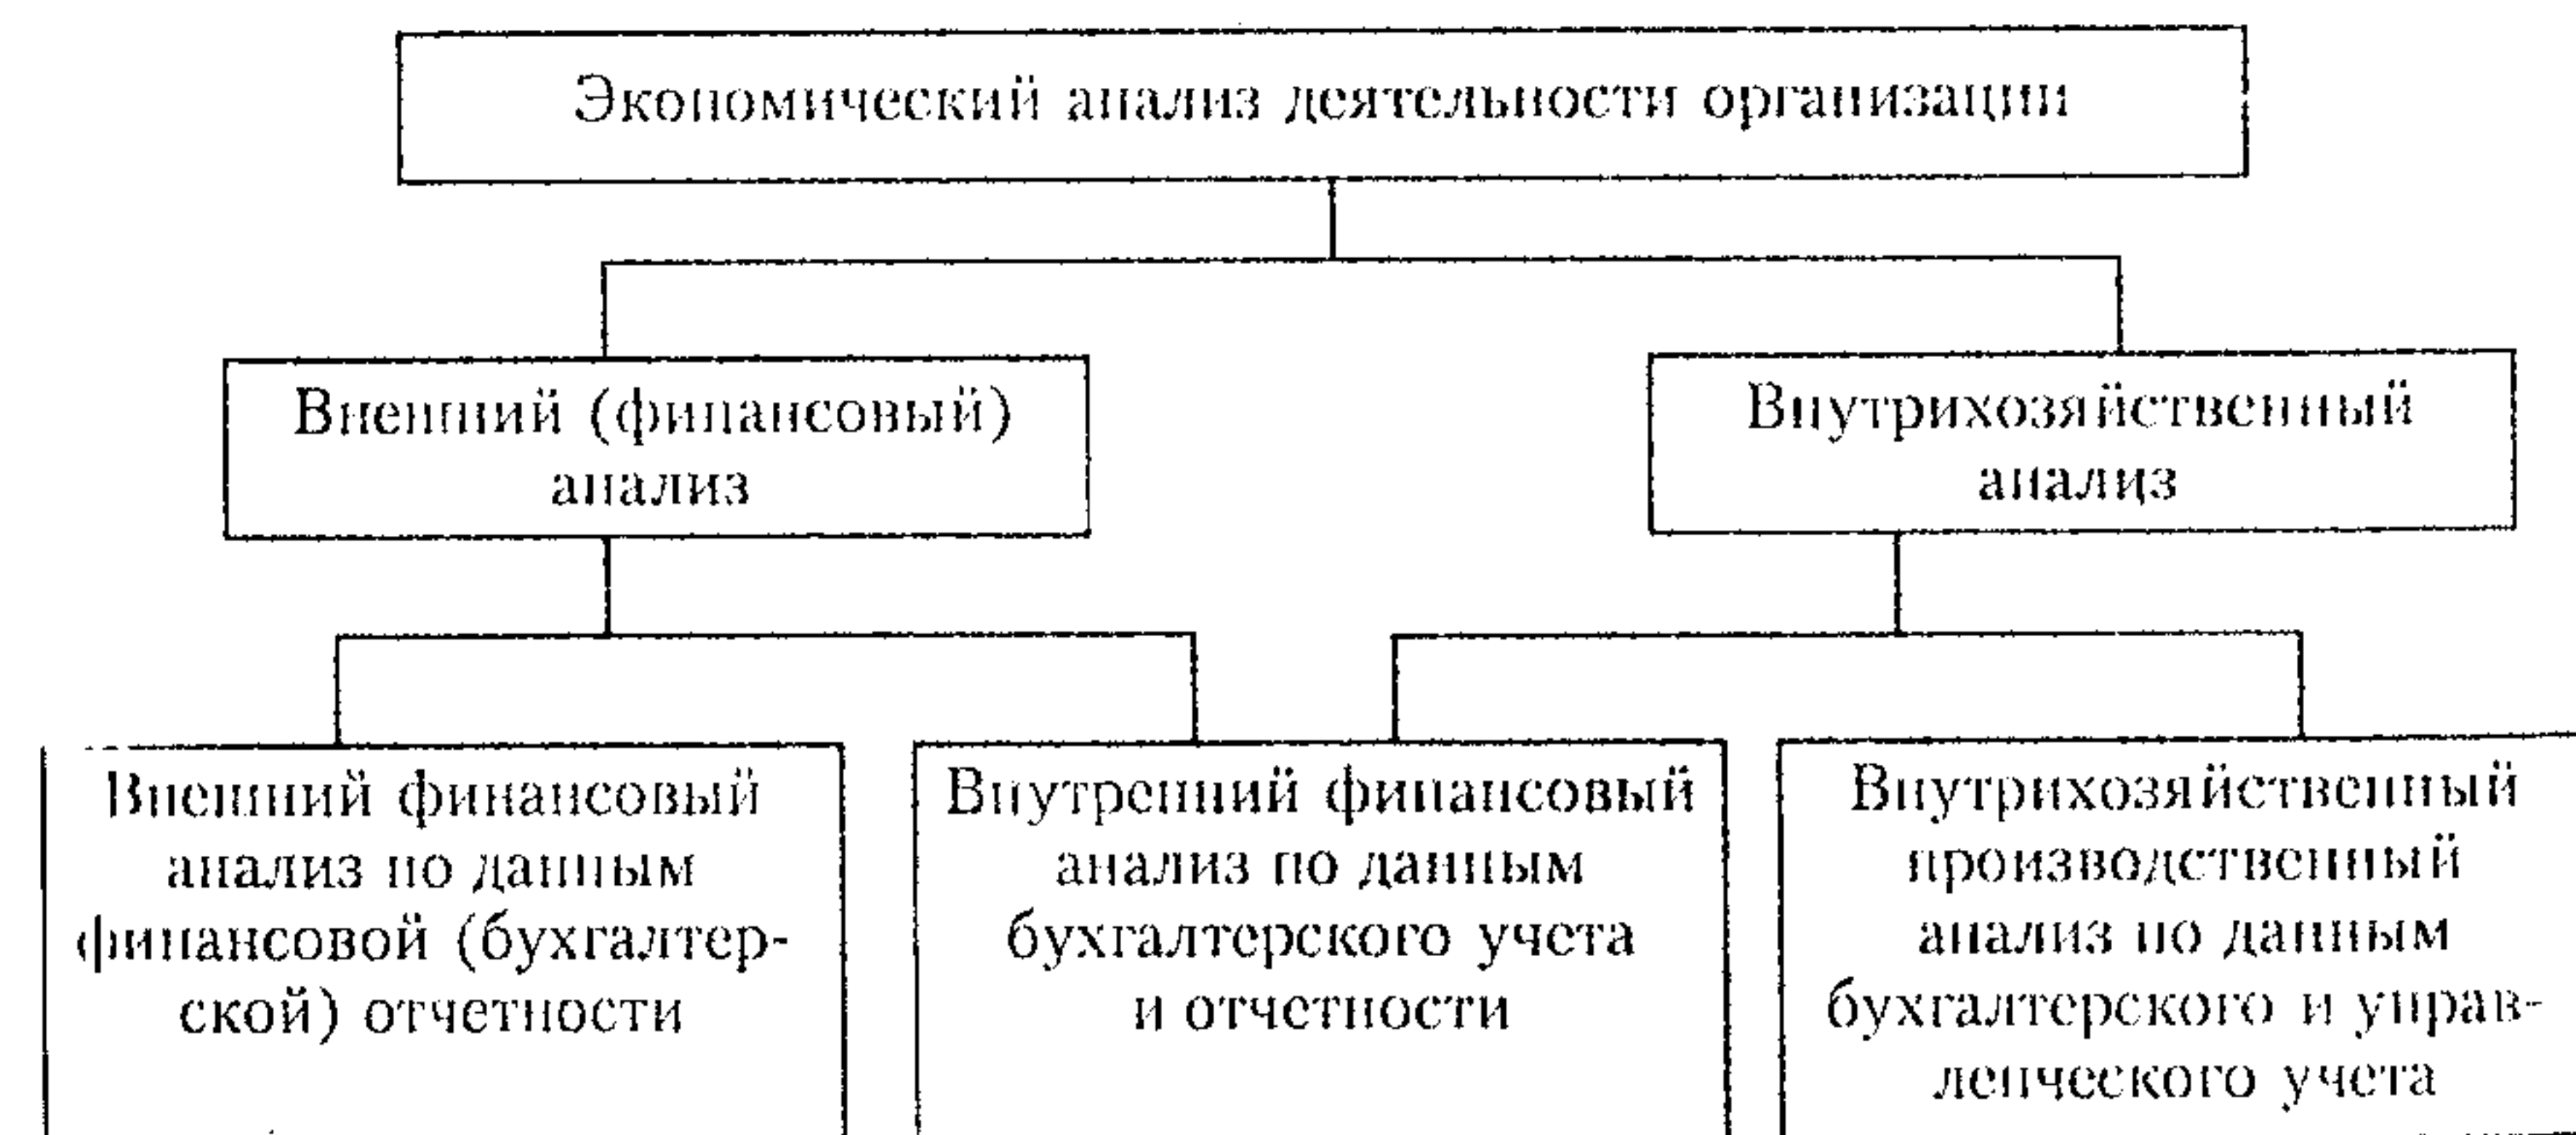 Экономический анализ деятельности организации
Внешний (финансовый)
анализ
Внутрихозяйственный
анализ
Внешний финансовый
анализ по данным
финансовой (бухгалтер-
ской) отчетности
Внутренний финансовый
анализ по данным
бухгалтерского учета
и отчетности
Внутрихозяйственный
производственный
анализ по данным
бухгалтерского и управ-
ленческого учета